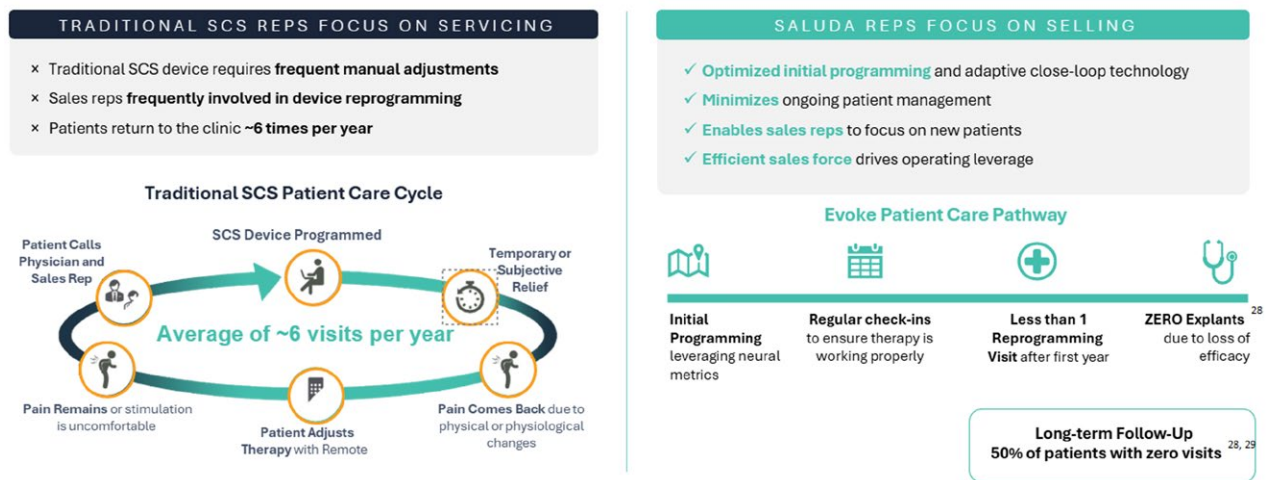 TRADITIONAL SCS REPS FOCUS ON SERVICING
× Traditional SCS device requires frequent manual adjustments
× Sales reps frequently involved in device reprogramming
× Patients return to the clinic ~6 times per year
Traditional SCS Patient Care Cycle
Patient Calls
Physician and
Sales Rep
SCS Device Programmed
Temporary or
Subjective
Relief
Average of ~6 visits per year
Pain Remains or stimulation
is uncomfortable
Patient Adjusts
Therapy with Remote
Pain Comes Back due to
physical or physiological
changes
SALUDA REPS FOCUS ON SELLING
✓ Optimized initial programming and adaptive close-loop technology
✓ Minimizes ongoing patient management
✓ Enables sales reps to focus on new patients
✓ Efficient sales force drives operating leverage
Evoke Patient Care Pathway
Initial
Programming
leveraging neural
metrics
Regular check-ins
to ensure therapy is
working properly
Less than 1
Reprogramming
Visit after first year
ZERO Explants 28
due to loss of
efficacy
Long-term Follow-Up
50% of patients with zero visits 28, 29